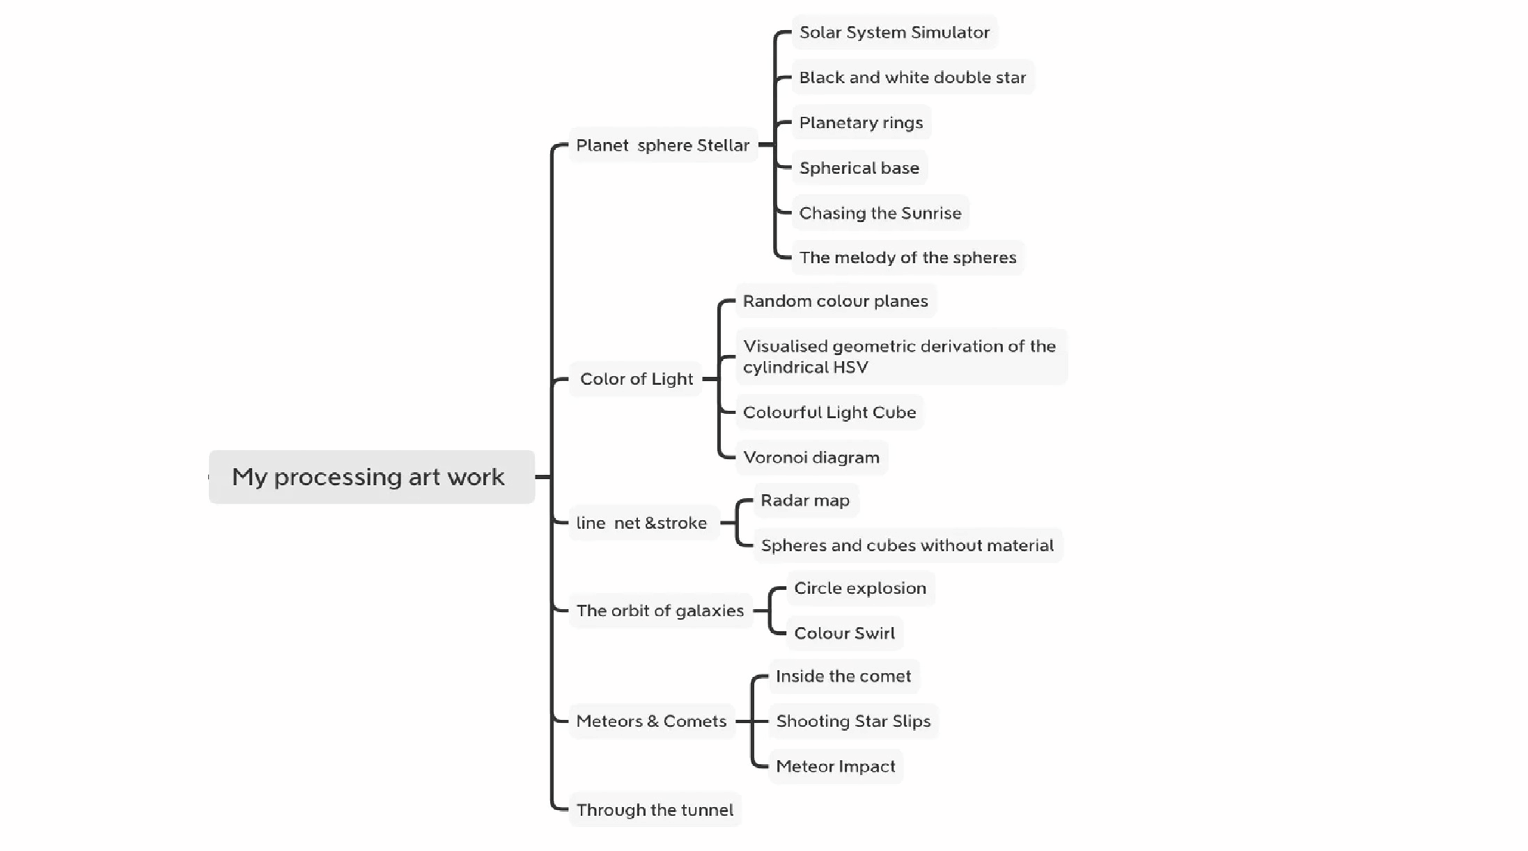 My processing art work
Planet sphere Stellar
Solar System Simulator
Black and white double star
Planetary rings
Spherical base
Chasing the Sunrise
The melody of the spheres
Color of Light
Random colour planes
Visualised geometric derivation of the
cylindrical HSV
Colourful Light Cube
Voronoi diagram
line net &stroke
Radar map
Spheres and cubes without material
The orbit of galaxies
Circle explosion
Colour Swirl
Meteors & Comets
Inside the comet
Shooting Star Slips
Meteor Impact
Through the tunnel